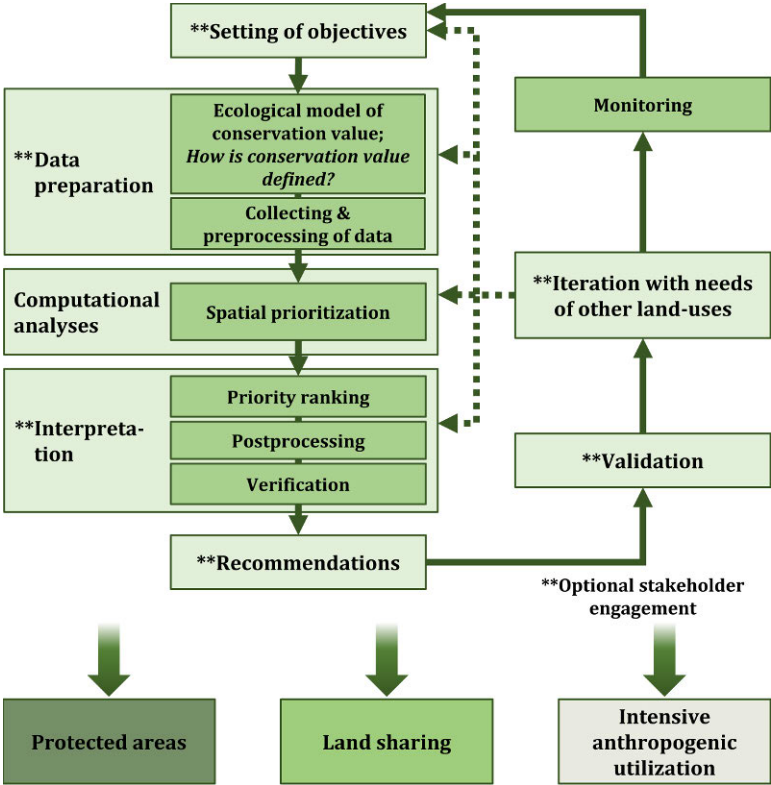 **Setting of objectives
**Data
preparation
Ecological model of
conservation value;
How is conservation value
defined?
Collecting &
preprocessing of data
Computational
analyses
Spatial prioritization
**Interpreta-
tion
Priority ranking
Postprocessing
Verification
**Recommendations
Monitoring
**Iteration with needs
of other land-uses
**Validation
**Optional stakeholder
engagement
Protected areas
Land sharing
Intensive
anthropogenic
utilization